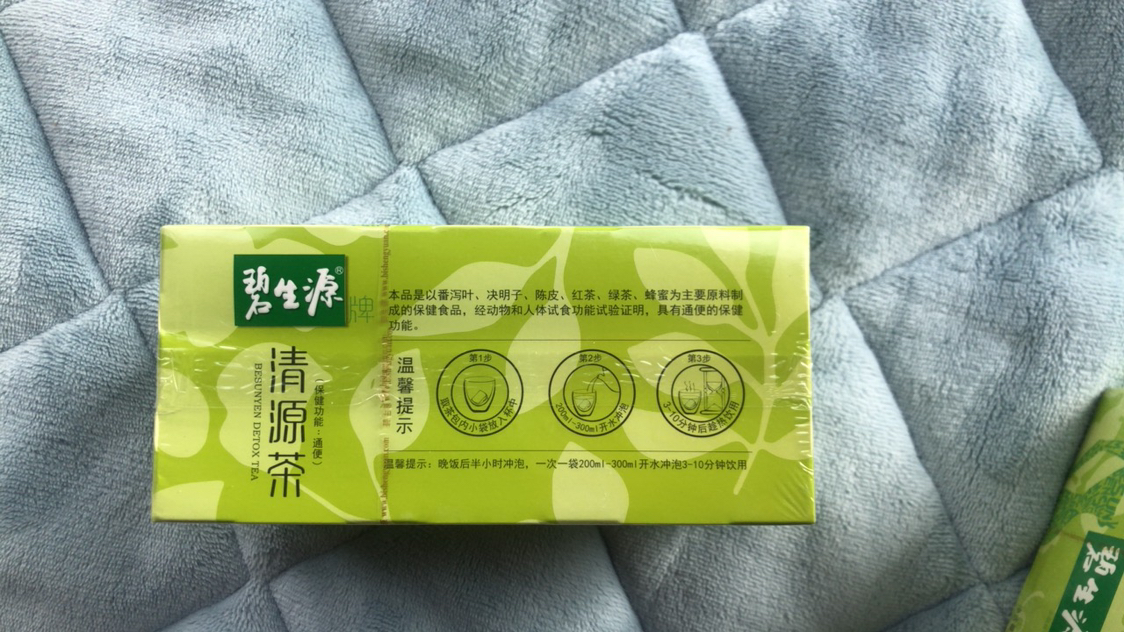 碧生源®
牌
清源茶
BESUNYEN DETOX TEA
(保健功能：通便)
本品是以番泻叶、决明子、陈皮、红茶、绿茶、蜂蜜为主要原料制
成的保健食品，经动物和人体试食功能试验证明，具有通便的保健
功能。
温馨提示
第1步
取茶包内小袋放入杯中
第2步
200ml-300ml开水冲泡
第3步
3-10分钟后趁热饮用
温馨提示：晚饭后半小时冲泡，一次一袋200ml-300ml开水冲泡3-10分钟饮用
碧生源